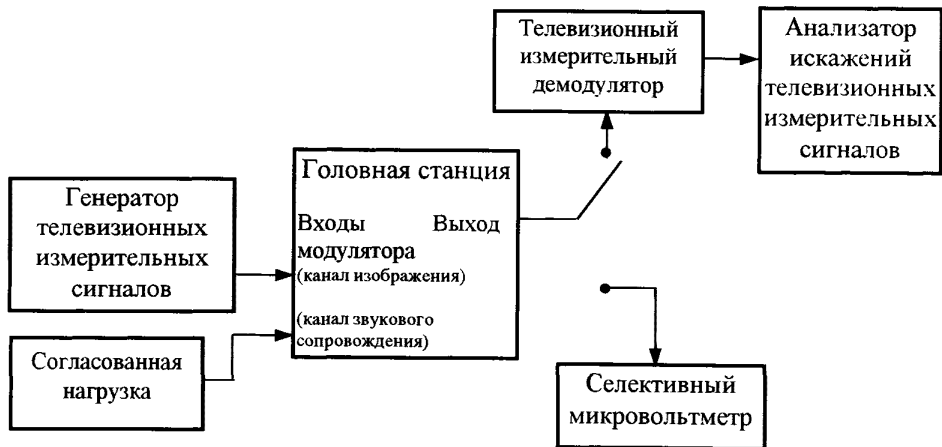 Телевизионный
измерительный
демодулятор
Анализатор
искажений
телевизионных
измерительных
сигналов
Головная станция
Входы Выход
модулятора
(канал изображения)
(канал звукового
сопровождения)
Генератор
телевизионных
измерительных
сигналов
Согласованная
нагрузка
Селективный
микровольтметр